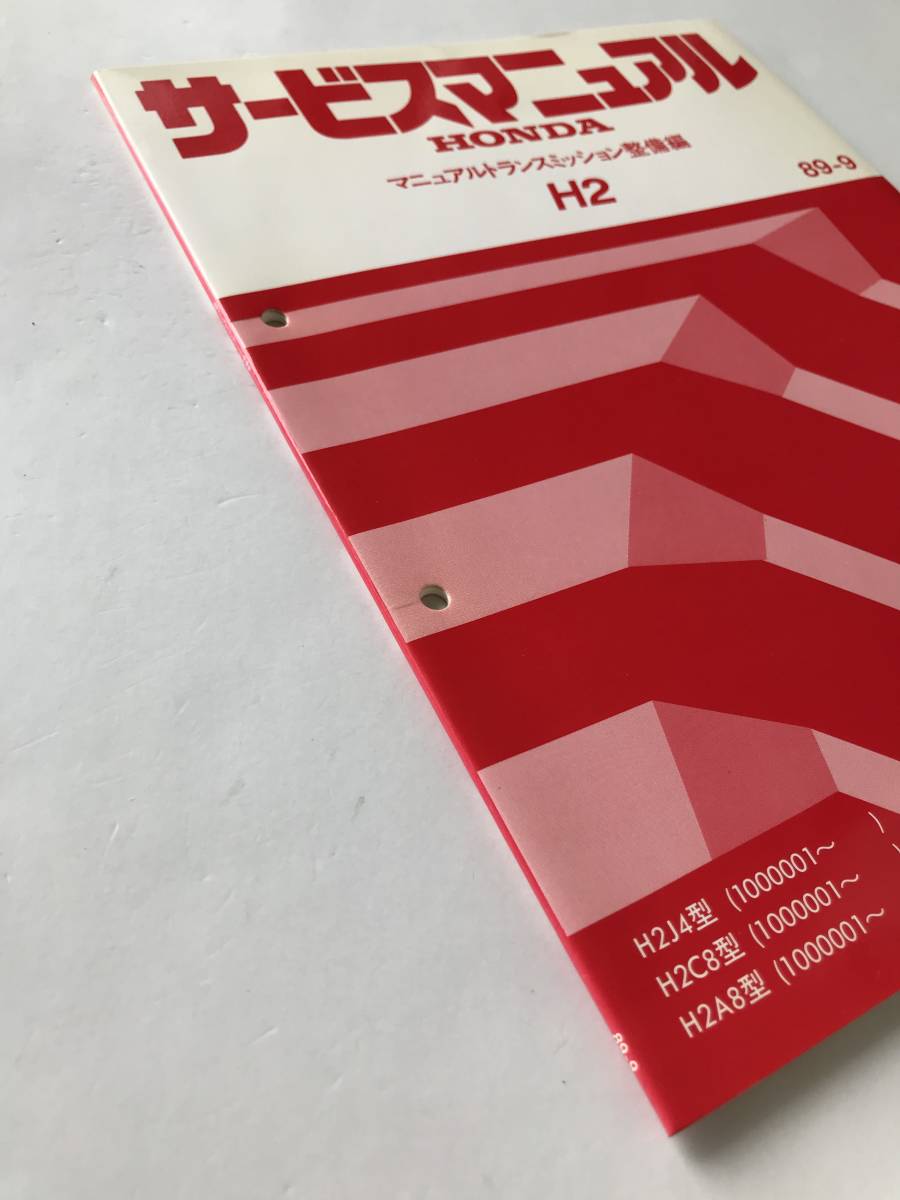 サービスマニュアル
HONDA
マニュアルトランスミッション整備編
H2
89-9
H2J4型 (1000001～ )
H2C8型 (1000001～ )
H2A8型 (1000001～
89-9